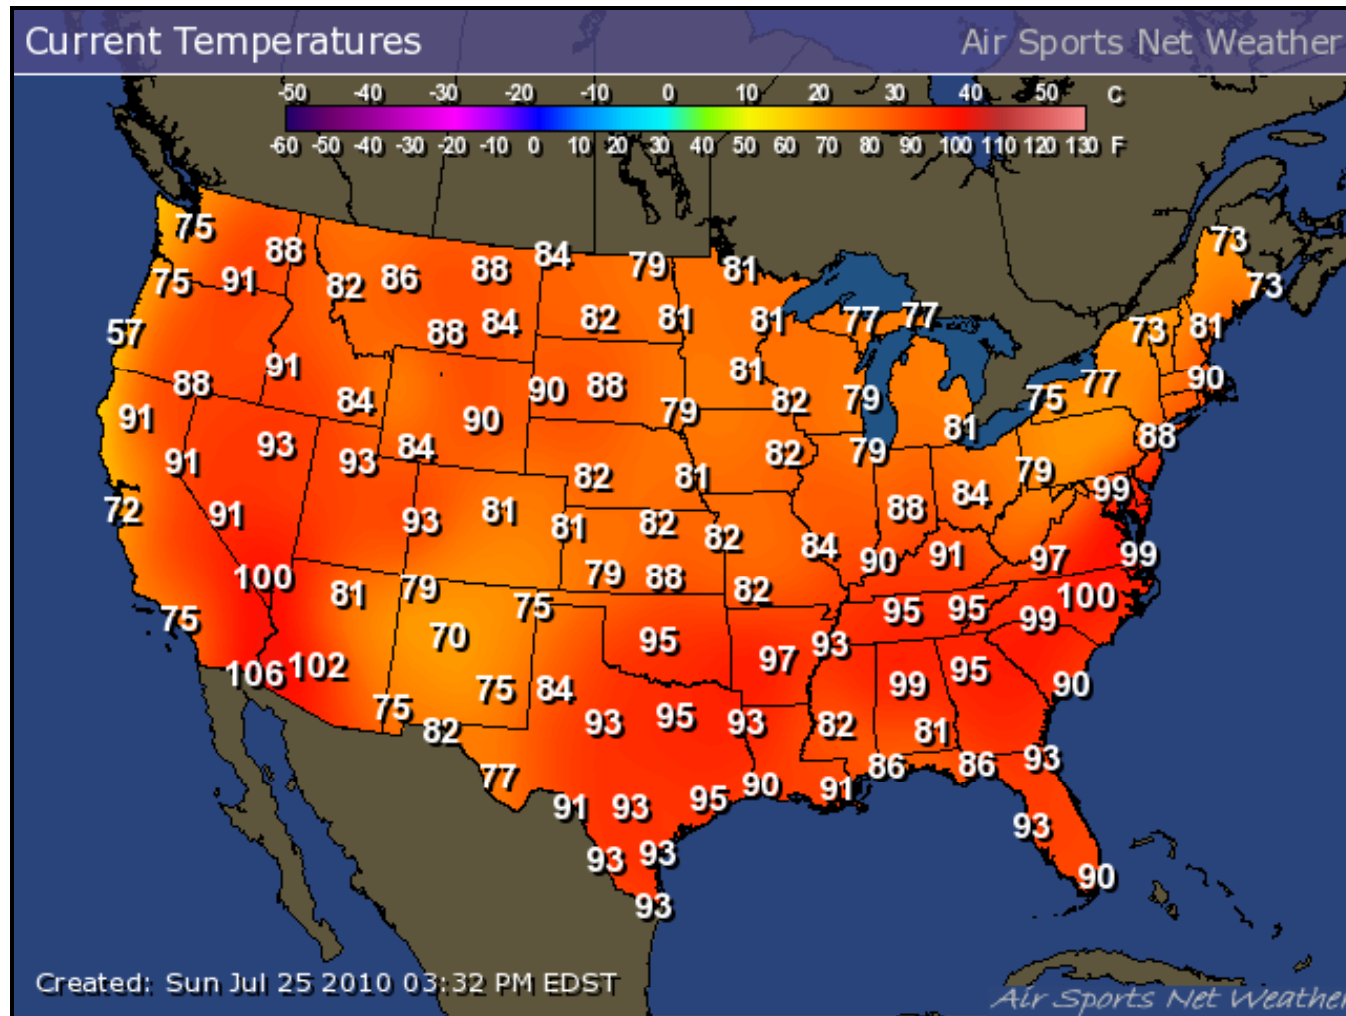 Current Temperatures Air Sports Net Weather
-50 -40 -30 -20 -10 0 10 20 30 40 50 C
-60 -50 -40 -30 -20 -10 0 10 20 30 40 50 60 70 80 90 100 110 120 130 F
75 88 84 79 81 73
75 91 82 86 88 73
57 88 84 82 81 81 77 77 73 81
88 91 84 90 88 79 81 82 79 75 77 90
91 93 90 81 88
91 93 84 82 81 82 79 79
72 91 93 81 81 82 82 84 88 84 99
100 81 79 79 88 82 90 91 97 99
75 70 75 95 97 93 95 95 99 100
106 102 75 84 99 95 90
75 82 93 95 93 82 81
77 91 93 95 90 91 86 86 93
93 93 93
93 90
Created: Sun Jul 25 2010 03:32 PM EDST
Air Sports Net Weather